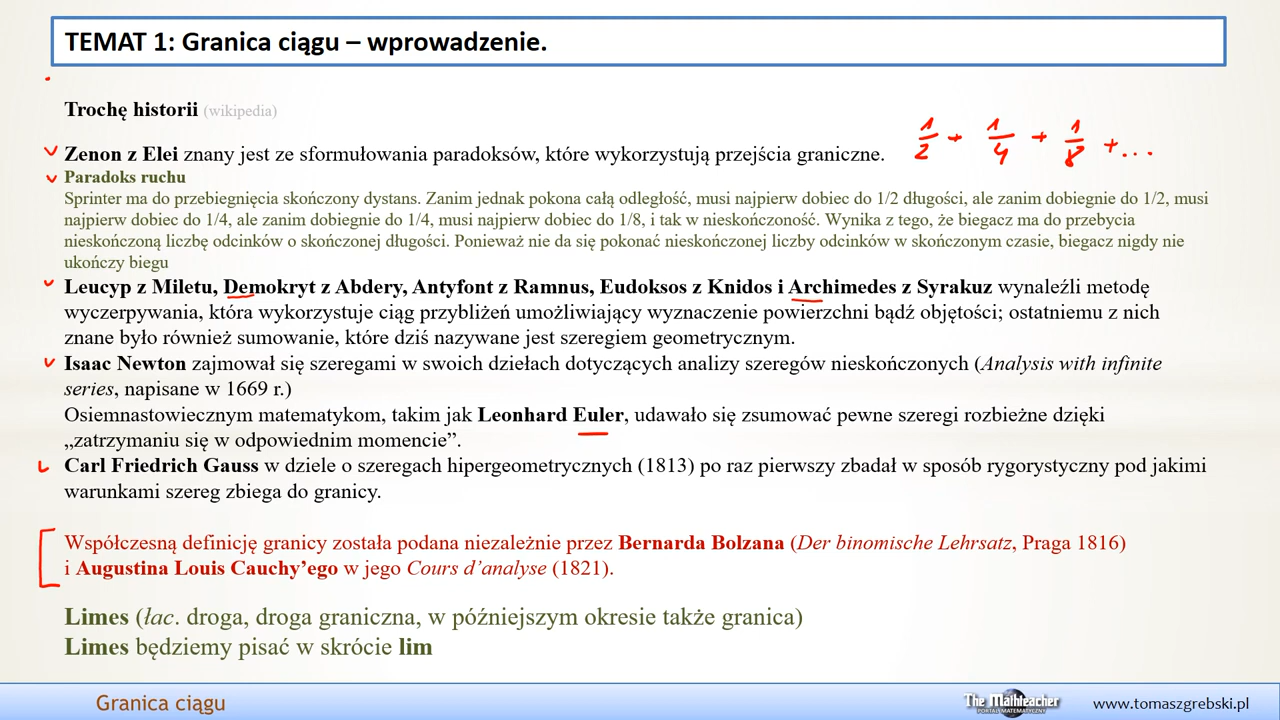 TEMAT 1: Granica ciągu – wprowadzenie.
Trochę historii (wikipedia)
1/2 + 1/4 + 1/8 + ...
Zenon z Elei znany jest ze sformułowania paradoksów, które wykorzystują przejścia graniczne.
Paradoks ruchu
Sprinter ma do przebiegnięcia skończony dystans. Zanim jednak pokona całą odległość, musi najpierw dobiec do 1/2 długości, ale zanim dobiegnie do 1/2, musi
najpierw dobiec do 1/4, ale zanim dobiegnie do 1/4, musi najpierw dobiec do 1/8, i tak w nieskończoność. Wynika z tego, że biegacz ma do przebycia
nieskończoną liczbę odcinków o skończonej długości. Ponieważ nie da się pokonać nieskończonej liczby odcinków w skończonym czasie, biegacz nigdy nie
ukończy biegu
Leucyp z Miletu, Demokryt z Abdery, Antyfont z Ramnus, Eudoksos z Knidos i Archimedes z Syrakuz wynaleźli metodę
wyczerpywania, która wykorzystuje ciąg przybliżeń umożliwiający wyznaczenie powierzchni bądź objętości; ostatniemu z nich
znane było również sumowanie, które dziś nazywane jest szeregiem geometrycznym.
Isaac Newton zajmował się szeregami w swoich dziełach dotyczących analizy szeregów nieskończonych (Analysis with infinite
series, napisane w 1669 r.)
Osiemnastowiecznym matematykom, takim jak Leonhard Euler, udawało się zsumować pewne szeregi rozbieżne dzięki
„zatrzymaniu się w odpowiednim momencie”.
Carl Friedrich Gauss w dziele o szeregach hipergeometrycznych (1813) po raz pierwszy zbadał w sposób rygorystyczny pod jakimi
warunkami szereg zbiega do granicy.
Współczesną definicję granicy została podana niezależnie przez Bernarda Bolzana (Der binomische Lehrsatz, Praga 1816)
i Augustina Louis Cauchy’ego w jego Cours d’analyse (1821).
Limes (łac. droga, droga graniczna, w późniejszym okresie także granica)
Limes będziemy pisać w skrócie lim
Granica ciągu
The Mathteacher
PORTAL MATEMATYCZNY
www.tomaszgrebski.pl